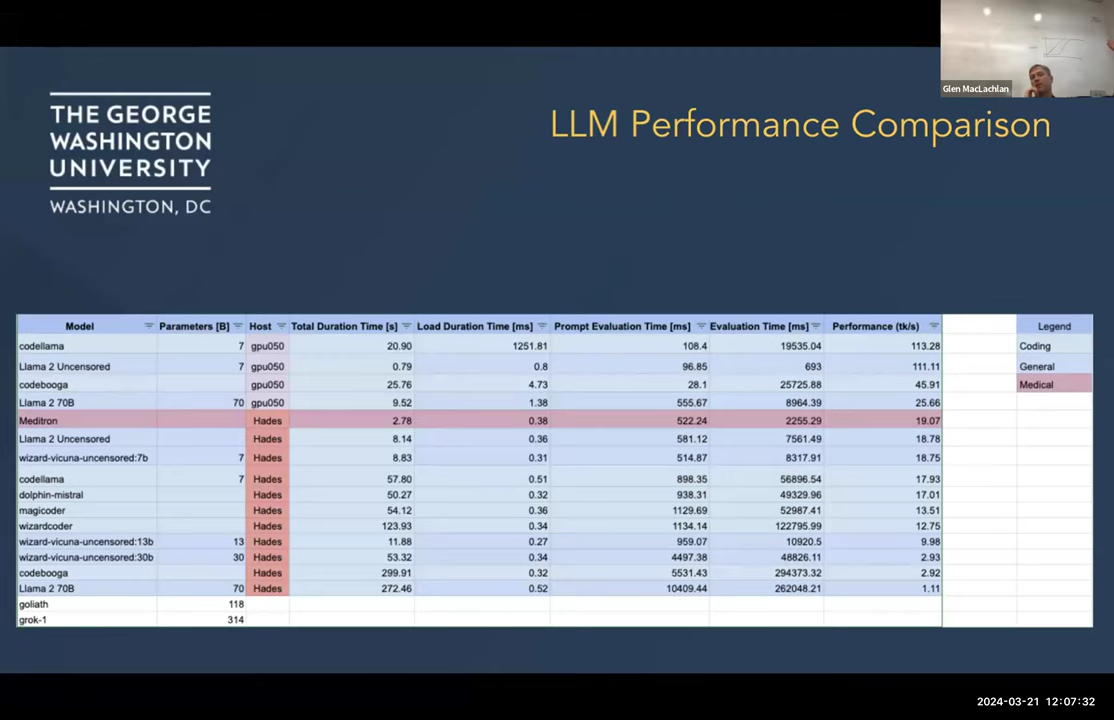 Glen MacLachlan
THE GEORGE
WASHINGTON
UNIVERSITY
WASHINGTON, DC
LLM Performance Comparison
Model Parameters [B] Host Total Duration Time [s] Load Duration Time [ms] Prompt Evaluation Time [ms] Evaluation Time [ms] Performance (tk/s) Legend
codellama 7 gpu050 20.90 1251.81 108.4 19535.04 113.28 Coding
Llama 2 Uncensored 7 gpu050 0.79 0.8 96.85 693 111.11 General
codebooga gpu050 25.76 4.73 28.1 25725.88 45.91 Medical
Llama 2 70B 70 gpu050 9.52 1.38 555.67 8964.39 25.66
Meditron Hades 2.78 0.38 522.24 2255.29 19.07
Llama 2 Uncensored Hades 8.14 0.36 581.12 7561.49 18.78
wizard-vicuna-uncensored:7b 7 Hades 8.83 0.31 514.87 8317.91 18.75
codellama 7 Hades 57.80 0.51 898.35 56896.54 17.93
dolphin-mistral Hades 50.27 0.32 938.31 49329.96 17.01
magicoder Hades 54.12 0.36 1129.69 52987.41 13.51
wizardcoder Hades 123.93 0.34 1134.14 122795.99 12.75
wizard-vicuna-uncensored:13b 13 Hades 11.88 0.27 959.07 10920.5 9.98
wizard-vicuna-uncensored:30b 30 Hades 53.32 0.34 4497.38 48826.11 2.93
codebooga Hades 299.91 0.32 5531.43 294373.32 2.92
Llama 2 70B 70 Hades 272.46 0.52 10409.44 262048.21 1.11
goliath 118
grok-1 314
2024-03-21 12:07:32